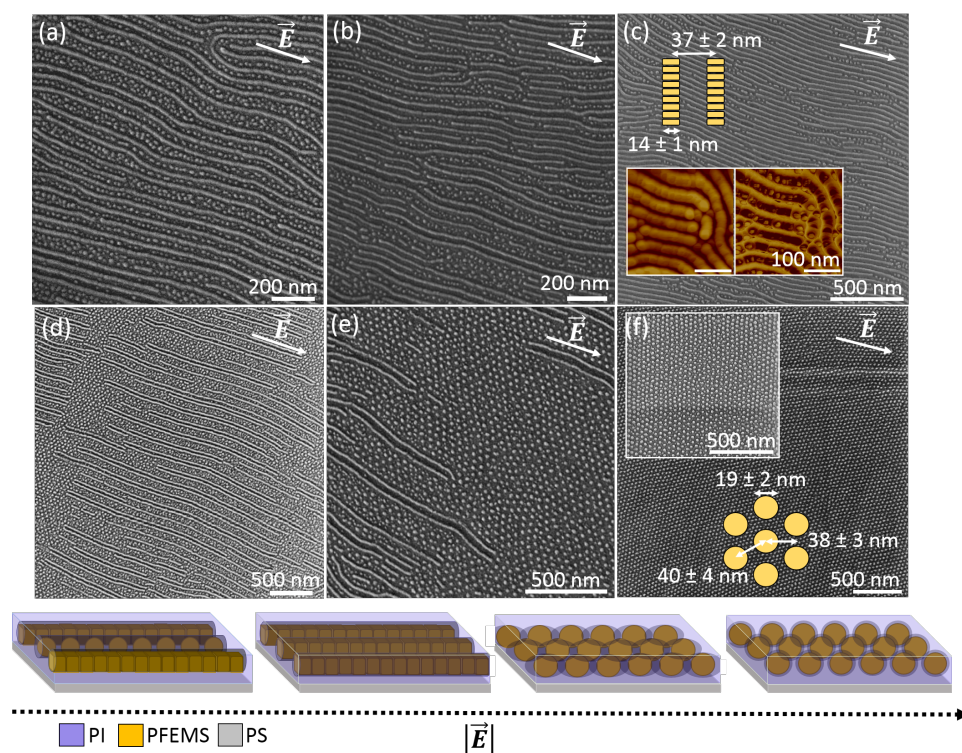 (a)
E
200 nm
(b)
E
200 nm
(c)
E
37 ± 2 nm
14 ± 1 nm
100 nm
500 nm
(d)
E
500 nm
(e)
E
500 nm
(f)
E
500 nm
19 ± 2 nm
38 ± 3 nm
40 ± 4 nm
500 nm
PI PFEMS PS
|E|